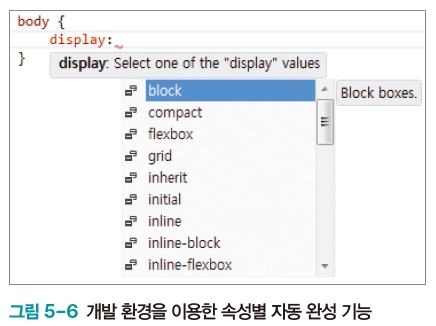 body {
display:
}
display: Select one of the "display" values
block
Block boxes.
compact
flexbox
grid
inherit
initial
inline
inline-block
inline-flexbox
그림 5-6 개발 환경을 이용한 속성별 자동 완성 기능